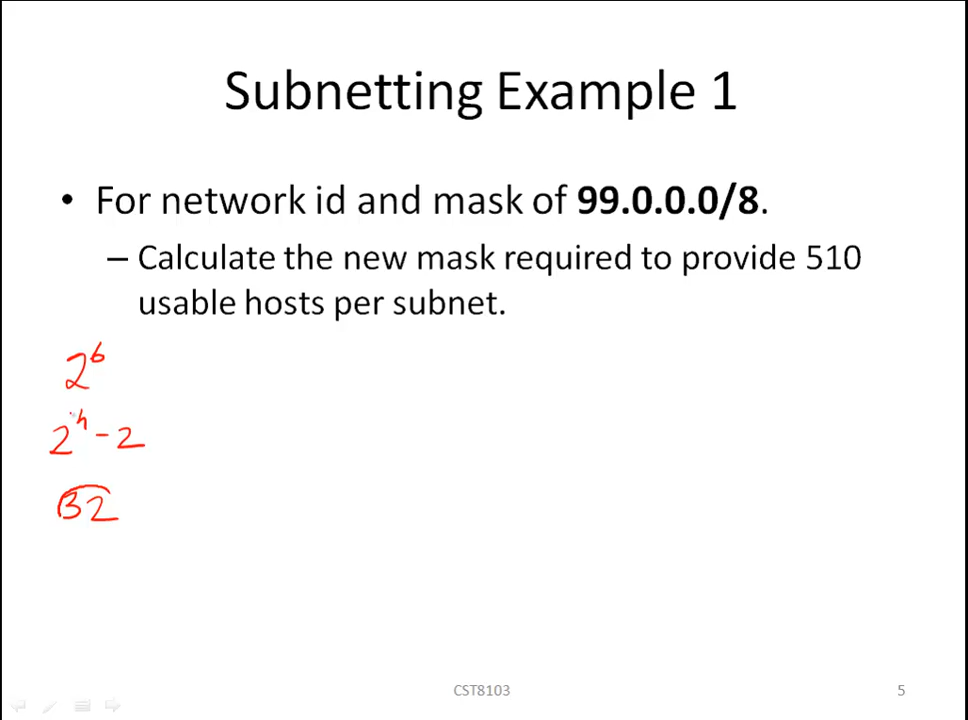 Subnetting Example 1
• For network id and mask of 99.0.0.0/8.
– Calculate the new mask required to provide 510
usable hosts per subnet.
2^6
2^h - 2
32
CST8103
5